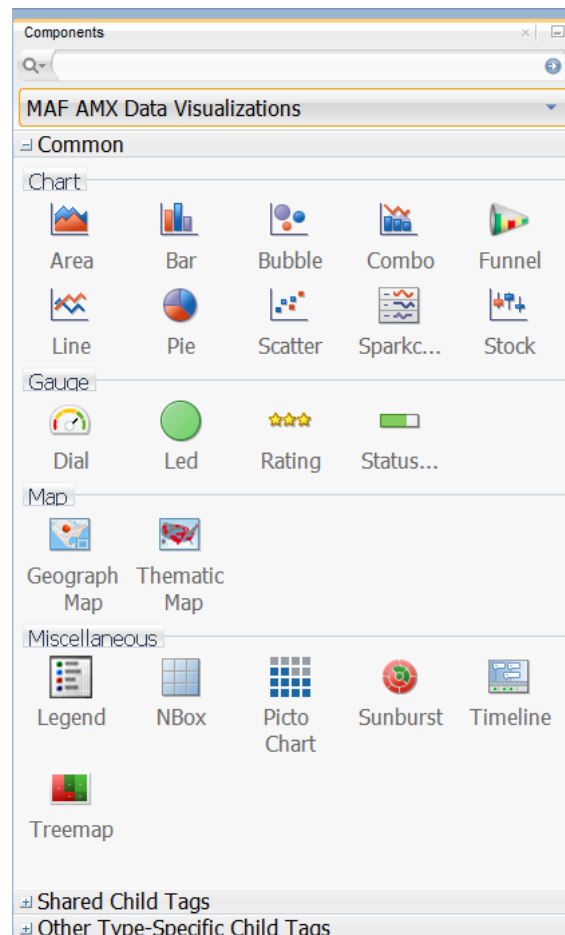 Components
MAF AMX Data Visualizations
Common
Chart
Area Bar Bubble Combo Funnel
Line Pie Scatter Sparkc... Stock
Gauge
Dial Led Rating Status...
Map
Geograph Thematic
Map Map
Miscellaneous
Legend NBox Picto Sunburst Timeline
Chart
Treemap
Shared Child Tags
Other Type-Specific Child Tags